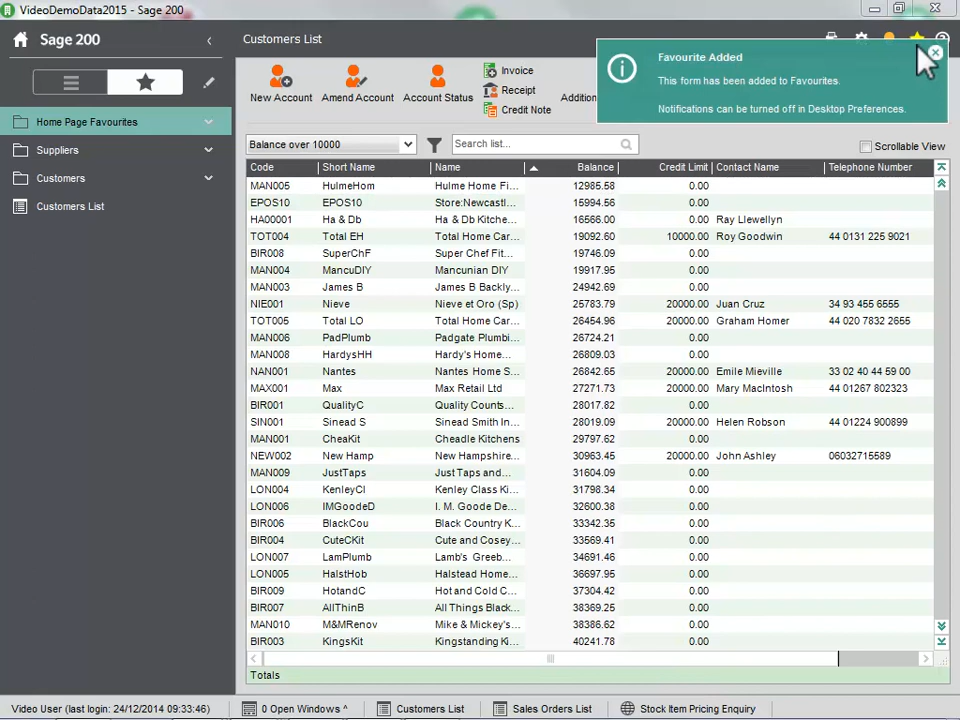 VideoDemoData2015 - Sage 200
Sage 200
Customers List
Favourite Added
This form has been added to Favourites.
Notifications can be turned off in Desktop Preferences.
Home Page Favourites
Suppliers
Customers
Customers List
New Account
Amend Account
Account Status
Invoice
Receipt
Credit Note
Addition
Balance over 10000
Search list...
Scrollable View
Code Short Name Name Balance Credit Limit Contact Name Telephone Number
MAN005 HulmeHom Hulme Home Fi... 12985.58 0.00
EPOS10 EPOS10 Store:Newcastl... 15994.56 0.00
HA00001 Ha & Db Ha & Db Kitche... 16566.00 0.00 Ray Llewellyn
TOT004 Total EH Total Home Car... 19092.60 10000.00 Roy Goodwin 44 0131 225 9021
BIR008 SuperChF Super Chef Fit... 19746.09 0.00
MAN004 MancuDIY Mancunian DIY 19917.95 0.00
MAN003 James B James B Backly... 24942.69 0.00
NIE001 Nieve Nieve et Oro (Sp) 25783.79 20000.00 Juan Cruz 34 93 455 6555
TOT005 Total LO Total Home Car... 26454.96 20000.00 Graham Homer 44 020 7832 2655
MAN006 PadPlumb Padgate Plumbi... 26724.21 0.00
MAN008 HardysHH Hardy's Home... 26809.03 0.00
NAN001 Nantes Nantes Home S... 26842.65 20000.00 Emile Mieville 33 02 40 44 59 00
MAX001 Max Max Retail Ltd 27271.73 20000.00 Mary MacIntosh 44 01267 802323
BIR001 QualityC Quality Counts... 28017.82 0.00
SIN001 Sinead S Sinead Smith In... 28019.09 20000.00 Helen Robson 44 01224 900899
MAN001 CheaKit Cheadle Kitchens 29797.62 0.00
NEW002 New Hamp New Hampshire... 30963.45 20000.00 John Ashley 06032715589
MAN009 JustTaps Just Taps and... 31604.09 0.00
LON004 KenleyCl Kenley Class Ki... 31798.34 0.00
LON006 IMGoodeD I. M. Goode De... 32600.38 0.00
BIR006 BlackCou Black Country K... 33342.35 0.00
BIR004 CuteCKit Cute and Cosey... 33569.41 0.00
LON007 LamPlumb Lamb's Greeb... 34691.46 0.00
LON005 HalstHob Halstead Home... 36697.95 0.00
BIR009 HotandC Hot and Cold C... 37304.42 0.00
BIR007 AllThinB All Things Black... 38369.25 0.00
MAN010 M&MRenov Mike & Mickey's... 38386.62 0.00
BIR003 KingsKit Kingstanding Ki... 40241.78 0.00
Totals
Video User (last login: 24/12/2014 09:33:46) 0 Open Windows ^ Customers List Sales Orders List Stock Item Pricing Enquiry